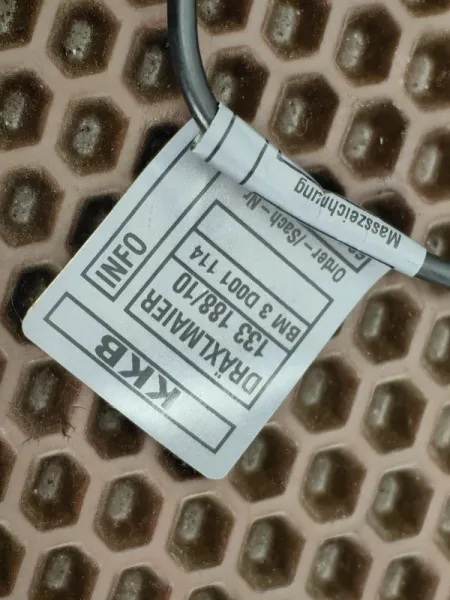 KKB
DRÄXLMAIER
133 188/10
BM 3 D001 114
INFO
Order-/Sach-Nr
Masszeichnung